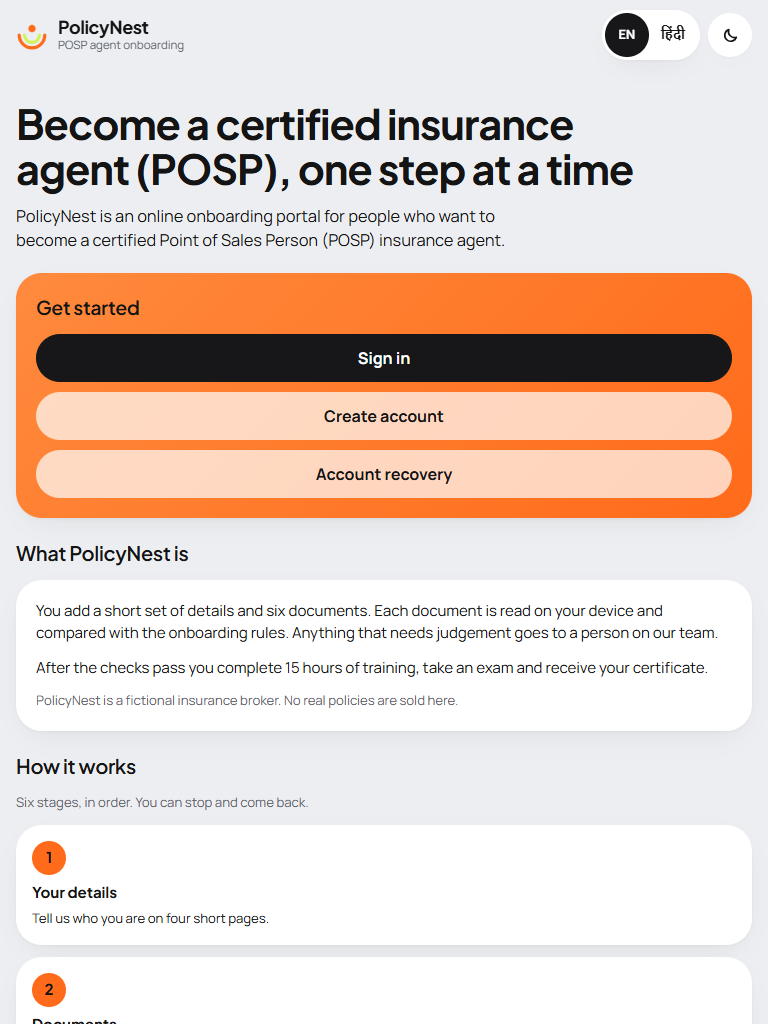 PolicyNest
POSP agent onboarding
EN
हिंदी
Become a certified insurance
agent (POSP), one step at a time
PolicyNest is an online onboarding portal for people who want to
become a certified Point of Sales Person (POSP) insurance agent.
Get started
Sign in
Create account
Account recovery
What PolicyNest is
You add a short set of details and six documents. Each document is read on your device and
compared with the onboarding rules. Anything that needs judgement goes to a person on our team.
After the checks pass you complete 15 hours of training, take an exam and receive your certificate.
PolicyNest is a fictional insurance broker. No real policies are sold here.
How it works
Six stages, in order. You can stop and come back.
1
Your details
Tell us who you are on four short pages.
2
Documents